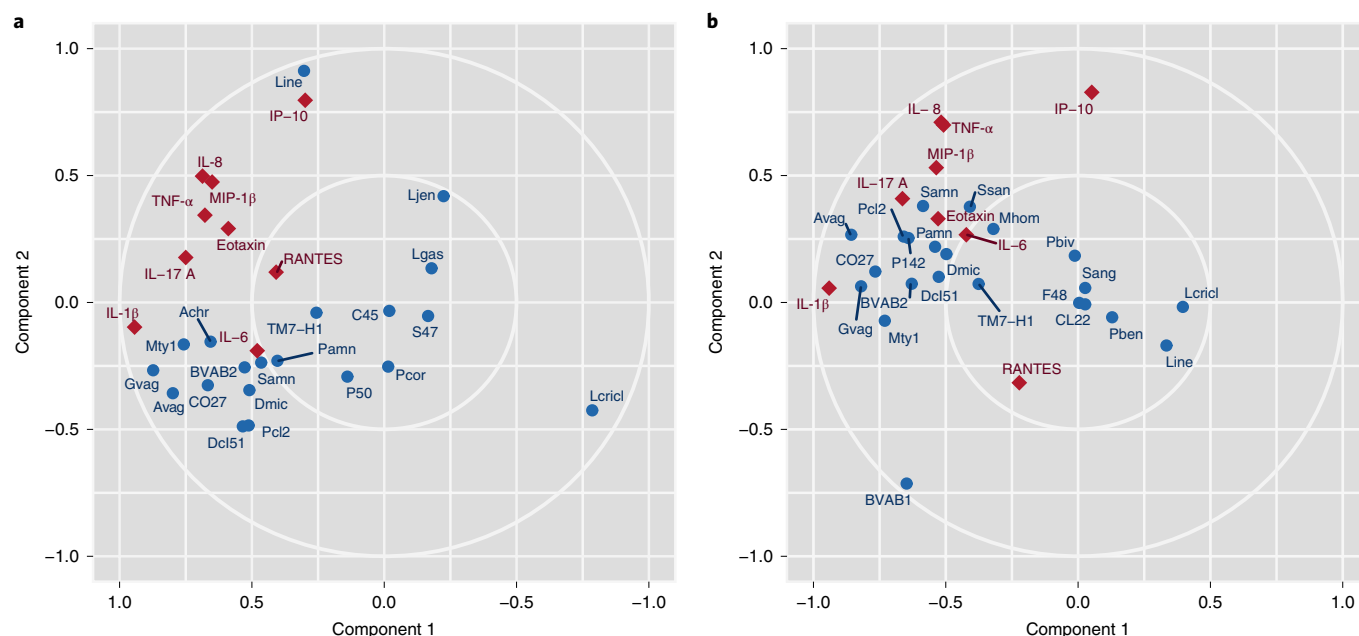 a
1.0
0.5
0.0
−0.5
−1.0
Component 2
1.0
0.5
0.0
−0.5
−1.0
Component 1
Line
IP−10
IL-8
TNF-α
MIP-1β
Eotaxin
IL−17 A
RANTES
Ljen
Lgas
IL-1β
Achr
IL−6
TM7−H1
C45
S47
Mty1
Pamn
Gvag
BVAB2
Samn
Pcor
Avag
CO27
Dmic
P50
Lcricl
Dcl51
Pcl2
b
1.0
0.5
0.0
−0.5
−1.0
Component 2
−1.0
−0.5
0.0
0.5
1.0
Component 1
IL− 8
TNF-α
IP−10
MIP-1β
IL−17 A
Samn
Ssan
Pcl2
Eotaxin
Mhom
Avag
Pamn
IL−6
Pbiv
CO27
P142
Dmic
Sang
IL−1β
BVAB2
Dcl51
F48
Lcricl
Gvag
Mty1
TM7−H1
CL22
Pben
Line
RANTES
BVAB1